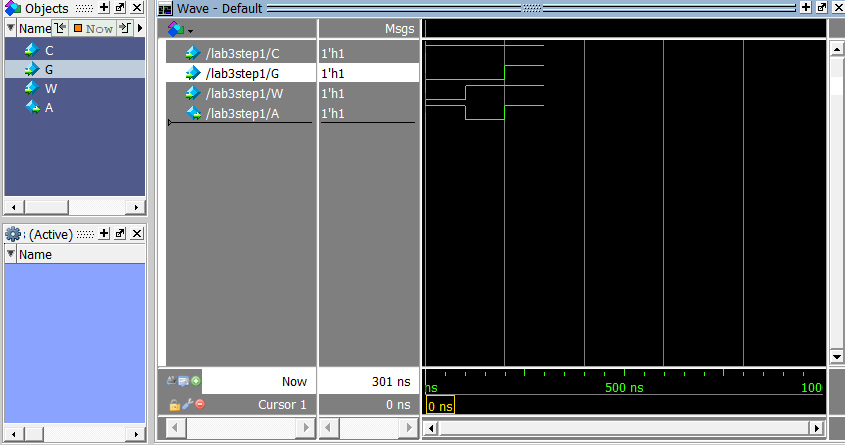 Objects
Name
Now
C
G
W
A
: (Active)
Name
Wave - Default
Msgs
/lab3step1/C 1'h1
/lab3step1/G 1'h1
/lab3step1/W 1'h1
/lab3step1/A 1'h1
Now 301 ns
ns 500 ns 100
Cursor 1 0 ns
0 ns